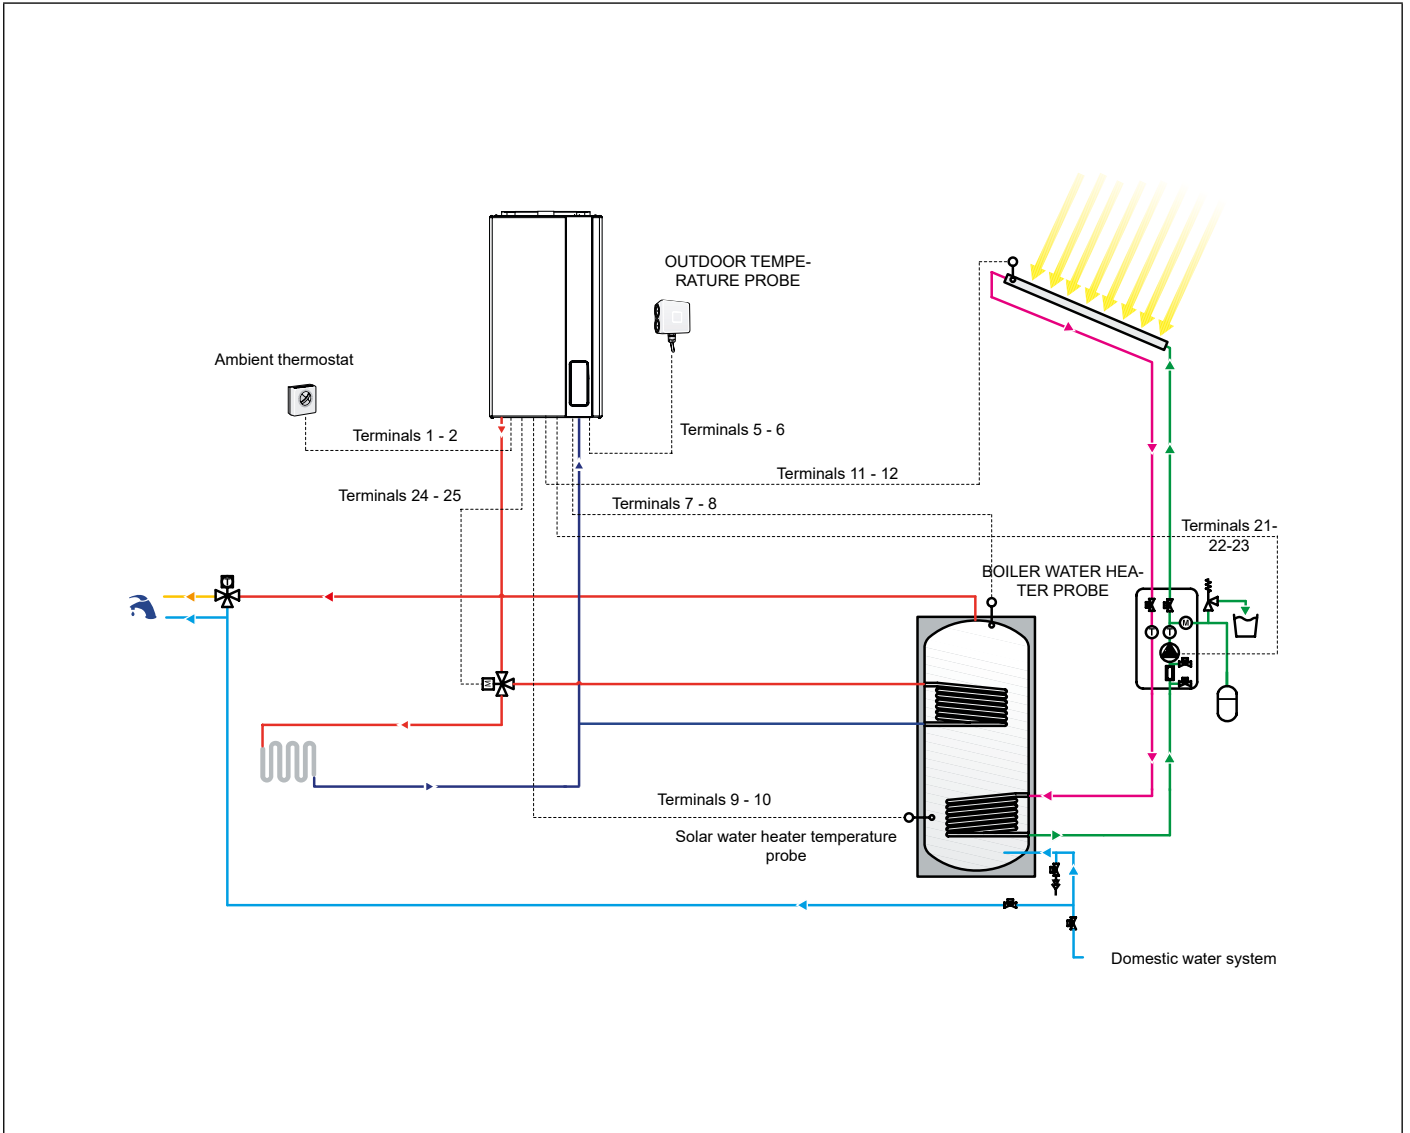 OUTDOOR TEMPE-
RATURE PROBE
Ambient thermostat
Terminals 1 - 2
Terminals 5 - 6
Terminals 11 - 12
Terminals 24 - 25
Terminals 7 - 8
Terminals 21-
22-23
BOILER WATER HEA-
TER PROBE
T
M
T
T
M
Terminals 9 - 10
Solar water heater temperature
probe
Domestic water system